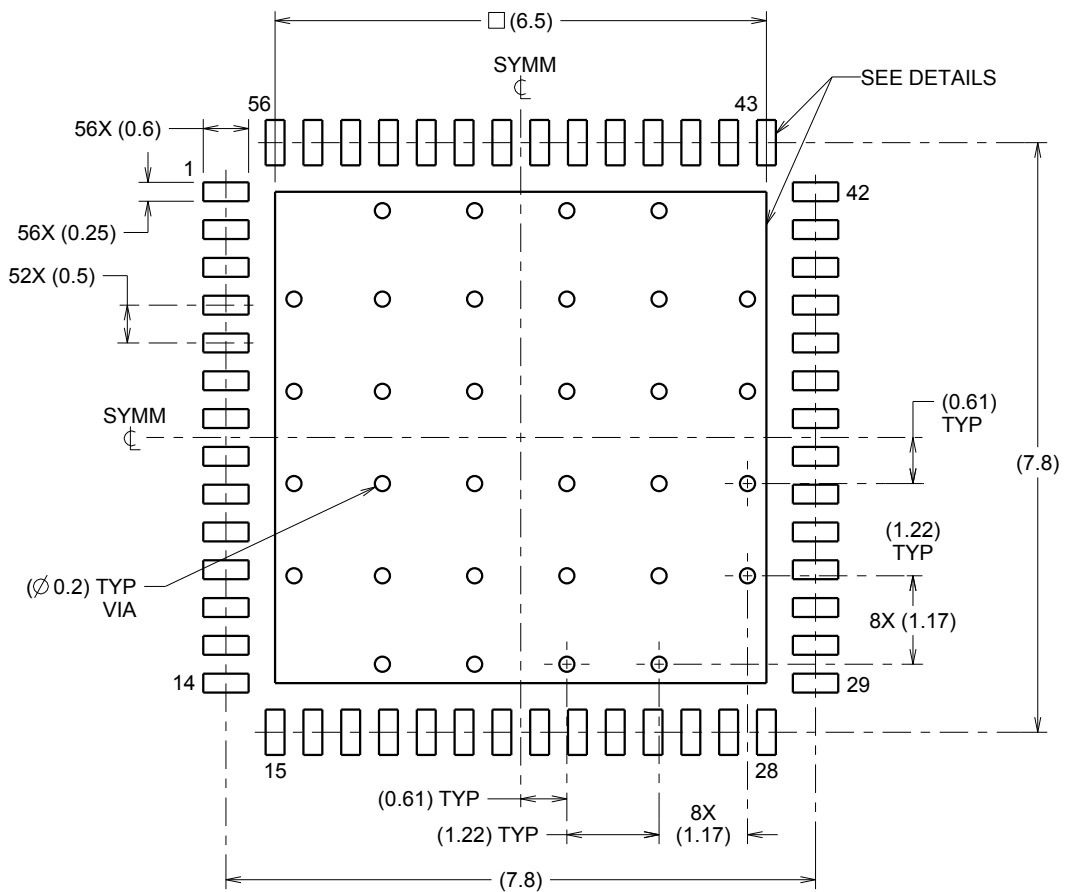 □ (6.5)
SYMM
℄
SEE DETAILS
56
43
56X (0.6)
1
42
56X (0.25)
52X (0.5)
SYMM
℄
(0.61)
TYP
(7.8)
(1.22)
TYP
(∅ 0.2) TYP
VIA
8X (1.17)
14
29
15
28
(0.61) TYP
8X
(1.17)
(1.22) TYP
(7.8)